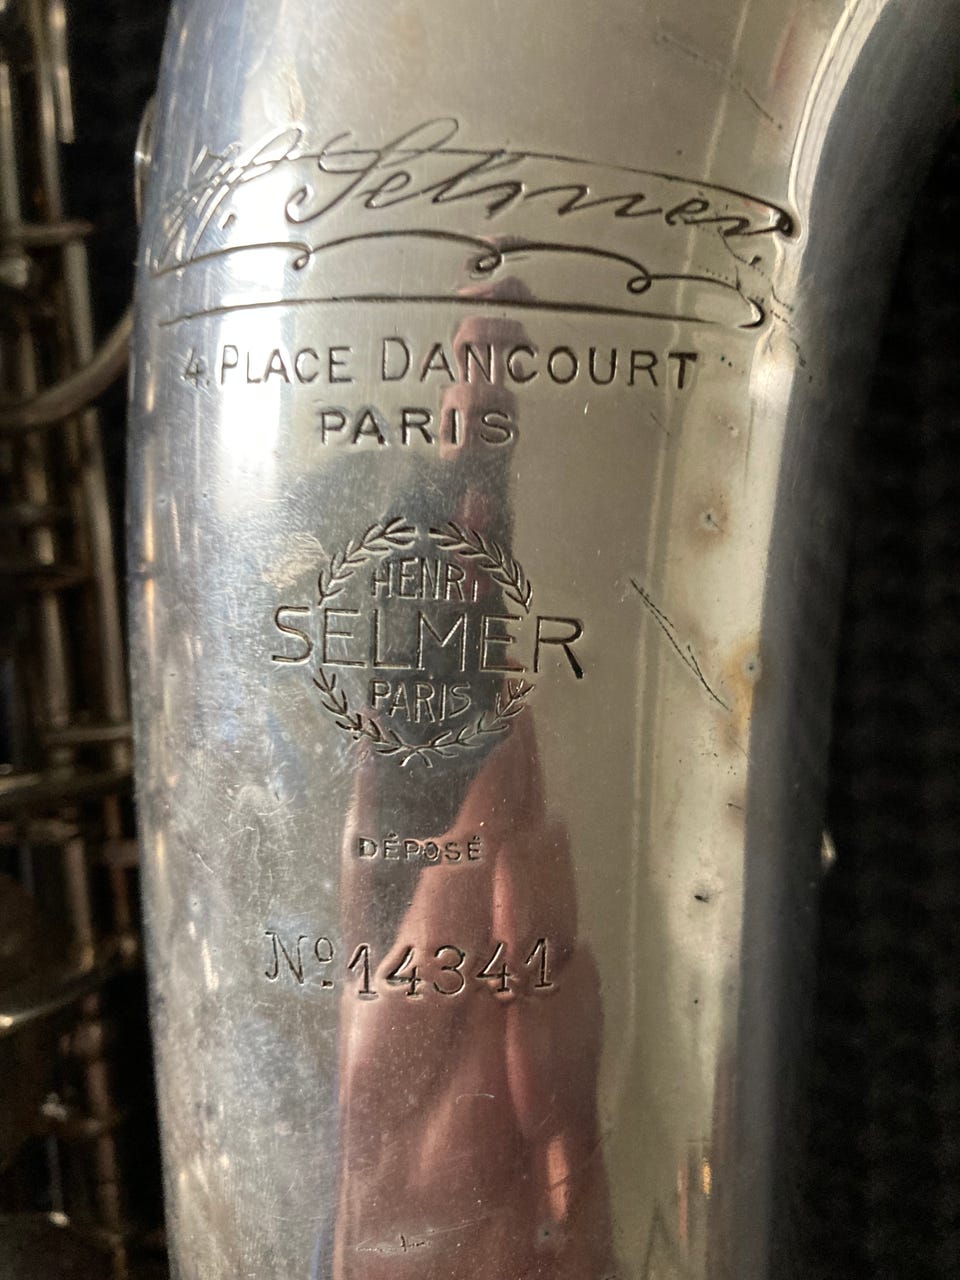 H. Selmer
4. PLACE DANCOURT
PARIS
HENRI
SELMER
PARIS
DÉPOSÉ
Nº 14341